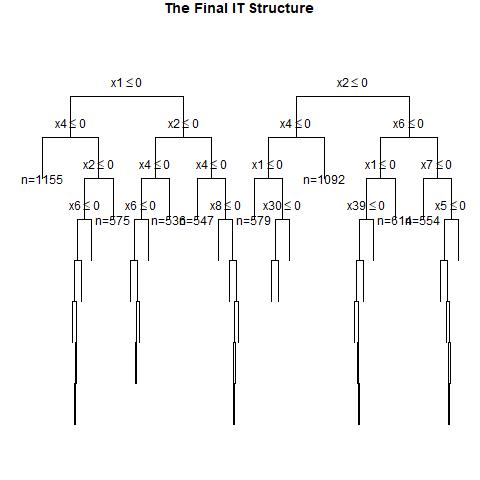 The Final IT Structure
x1 ≤ 0 x2 ≤ 0
x4 ≤ 0 x2 ≤ 0 x4 ≤ 0 x6 ≤ 0
x2 ≤ 0 x4 ≤ 0 x4 ≤ 0 x1 ≤ 0 x1 ≤ 0 x7 ≤ 0
n=1155 n=1092
x6 ≤ 0 x6 ≤ 0 x8 ≤ 0 x30 ≤ 0 x39 ≤ 0 x5 ≤ 0
n=575 n=536 n=547 n=579 n=614 n=554